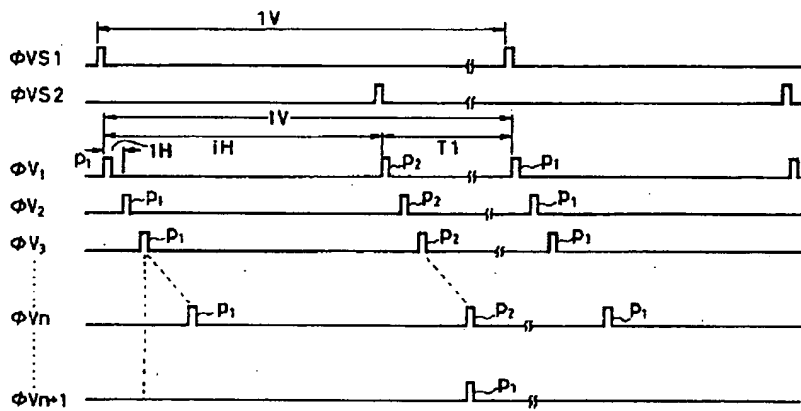 1V
ΦVS1
ΦVS2
1V
P1 1H iH T1
ΦV1 P2 P1
ΦV2 P1 P2 P1
ΦV3 P1 P2 P1
ΦVn P1 P2 P1
ΦVn+1 P1